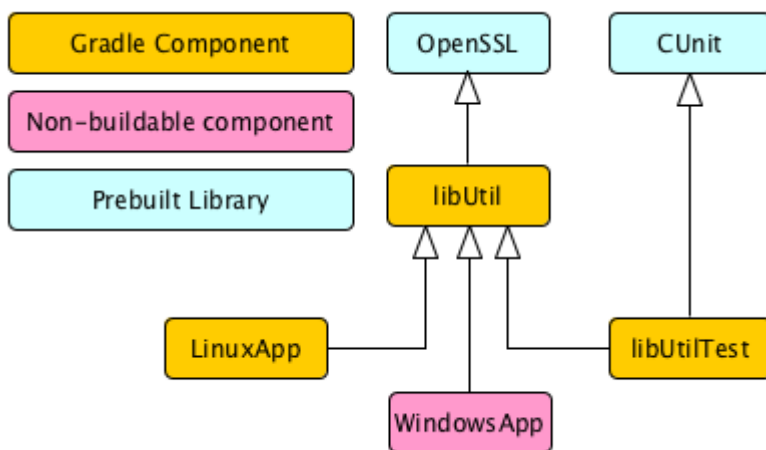 Gradle Component
OpenSSL
CUnit
Non-buildable component
Prebuilt Library
libUtil
LinuxApp
libUtilTest
WindowsApp